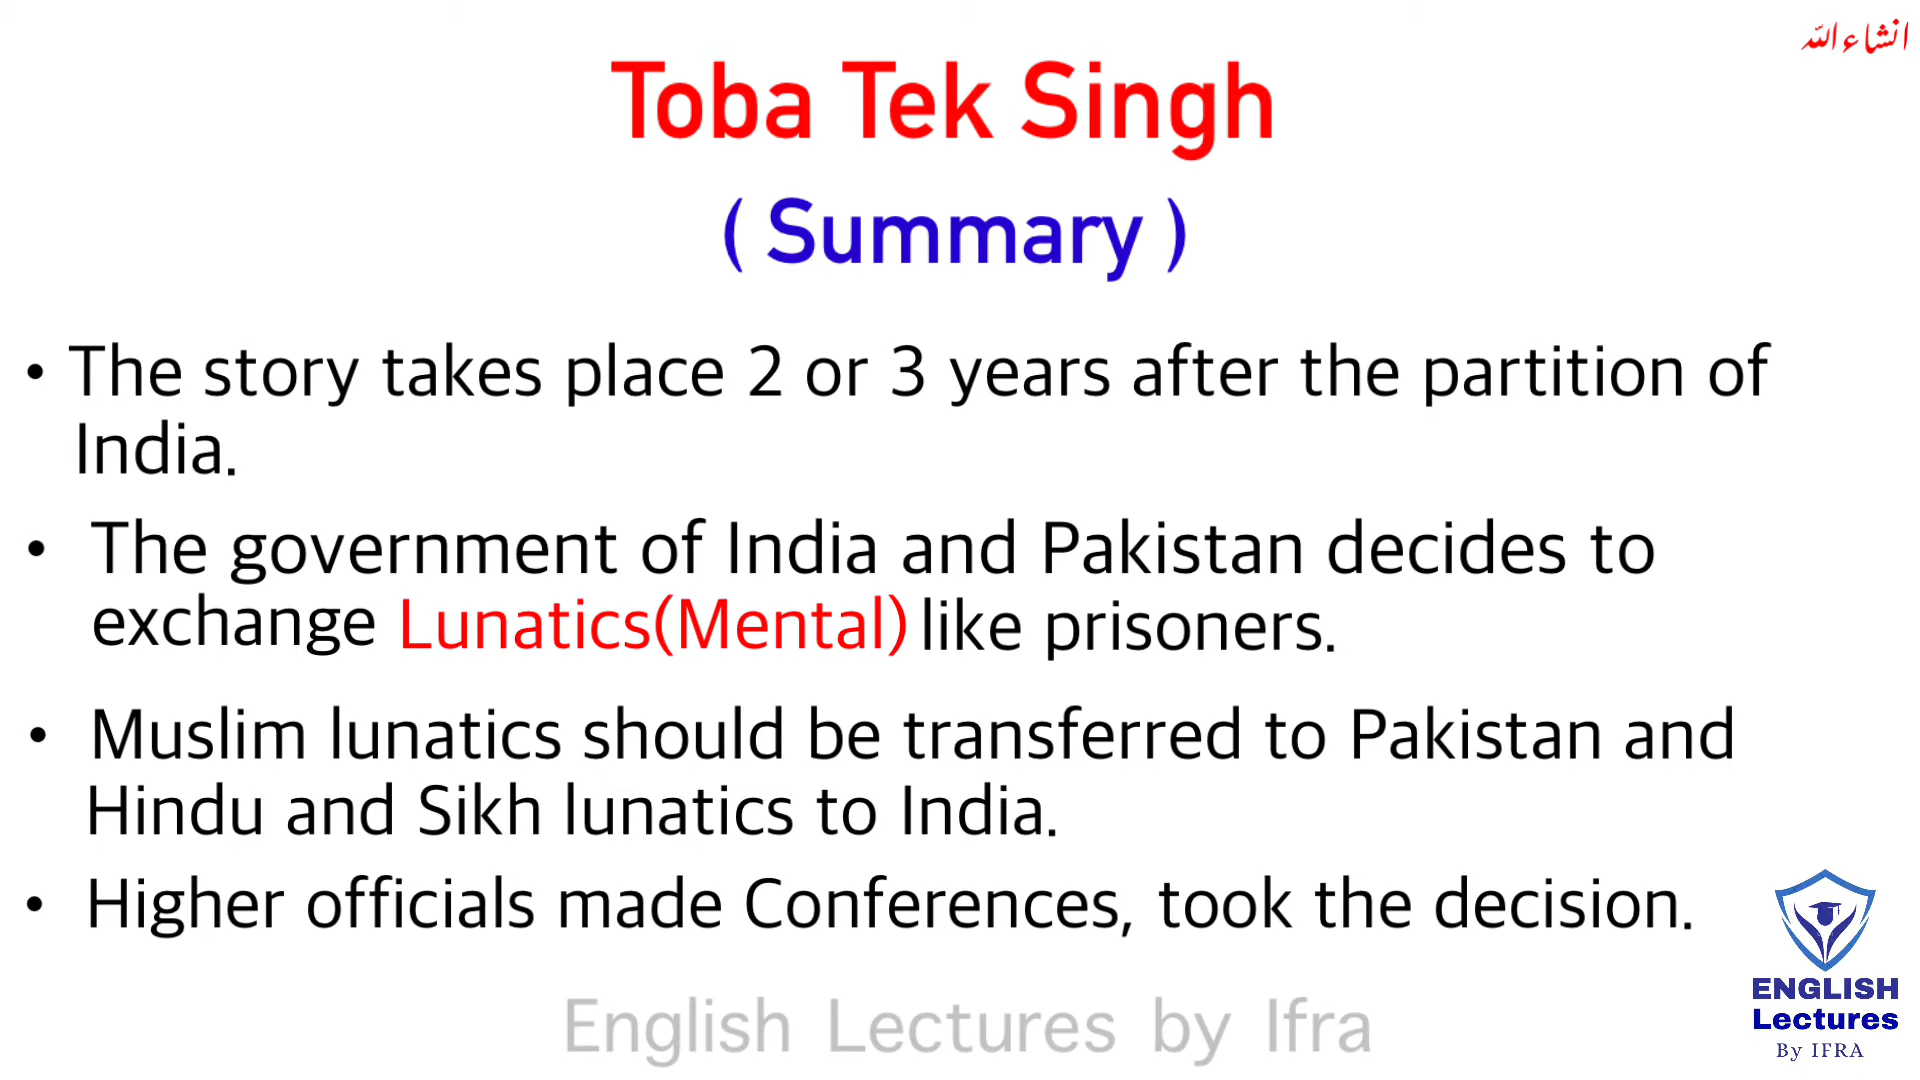 انشاء اللہ
Toba Tek Singh
( Summary )
• The story takes place 2 or 3 years after the partition of
India.
• The government of India and Pakistan decides to
exchange Lunatics(Mental) like prisoners.
• Muslim lunatics should be transferred to Pakistan and
Hindu and Sikh lunatics to India.
• Higher officials made Conferences, took the decision.
English Lectures by Ifra
ENGLISH
Lectures
By IFRA